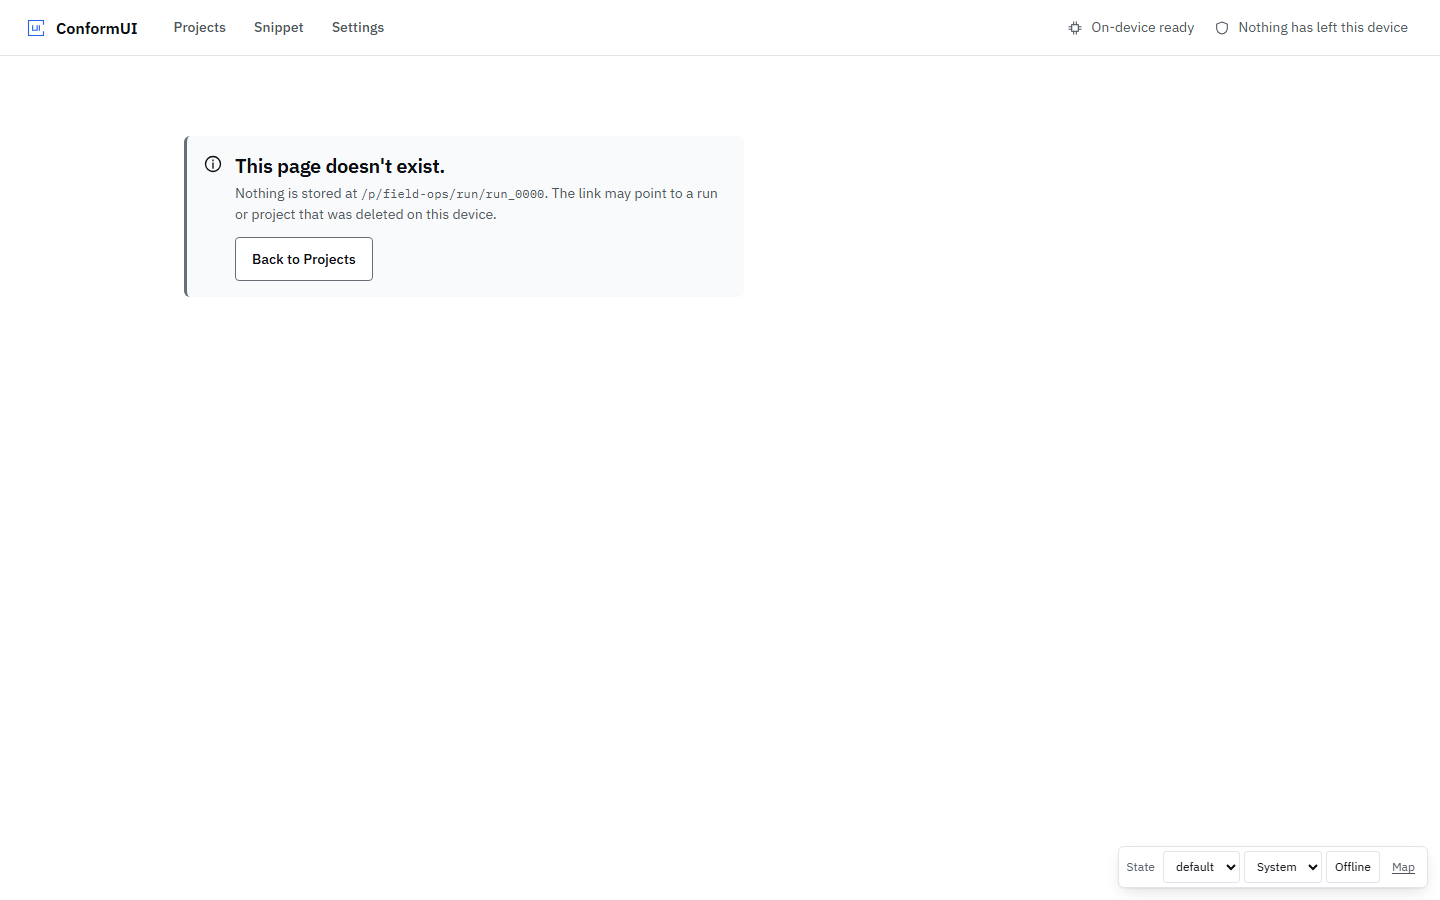 UI ConformUI Projects Snippet Settings On-device ready Nothing has left this device
This page doesn't exist.
Nothing is stored at /p/field-ops/run/run_0000. The link may point to a run
or project that was deleted on this device.
Back to Projects
State default System Offline Map